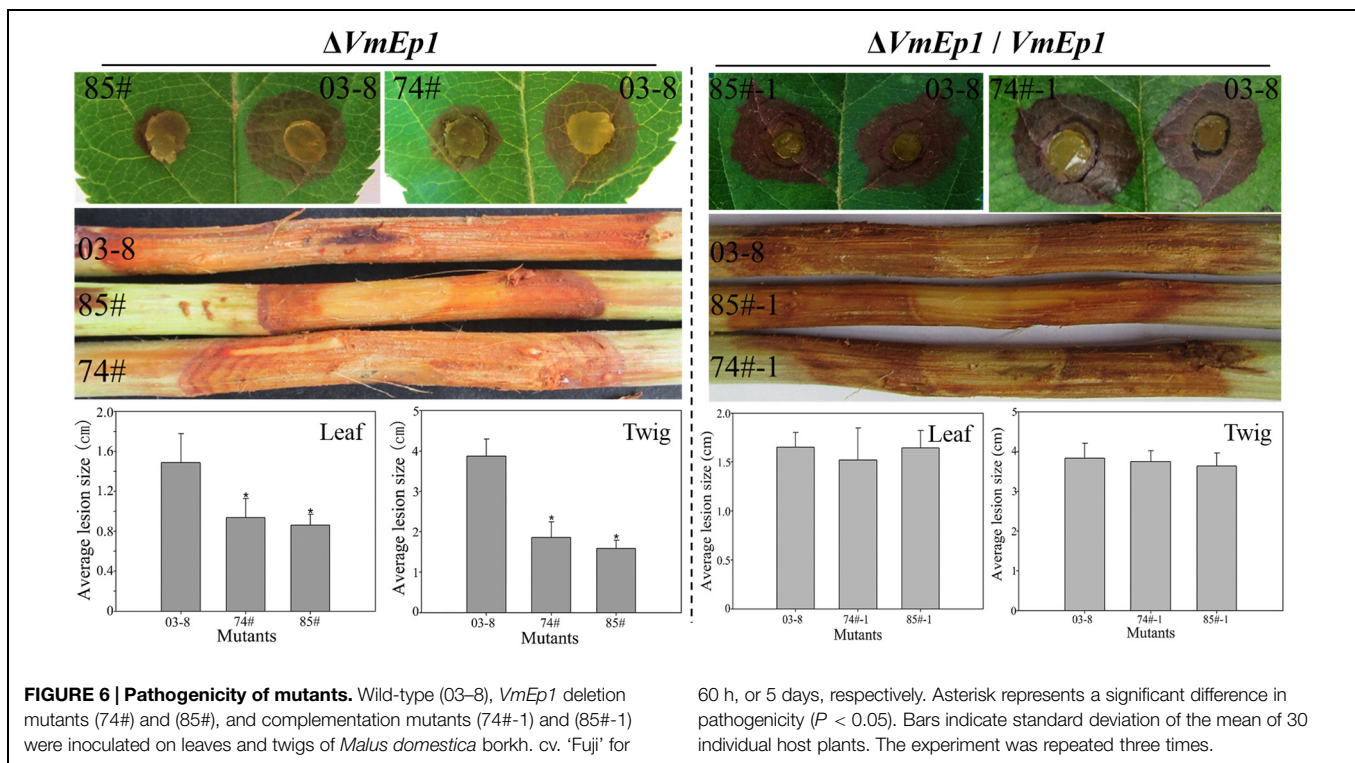 ΔVmEp1
85#
03-8
74#
03-8
03-8
85#
74#
Average lesion size (cm)
2.0
1.6
1.2
0.8
0.4
0
Leaf
*
*
03-8
74#
85#
Mutants
Average lesion size (cm)
5
4
3
2
1
0
Twig
*
*
03-8
74#
85#
Mutants
ΔVmEp1 / VmEp1
85#-1
03-8
74#-1
03-8
03-8
85#-1
74#-1
Average lesion size (cm)
2.0
1.5
1.0
0.5
0
Leaf
03-8
74#-1
85#-1
Mutants
Average lesion size (cm)
5
4
3
2
1
0
Twig
03-8
74#-1
85#-1
Mutants
FIGURE 6 | Pathogenicity of mutants. Wild-type (03–8), VmEp1 deletion
mutants (74#) and (85#), and complementation mutants (74#-1) and (85#-1)
were inoculated on leaves and twigs of Malus domestica borkh. cv. ‘Fuji’ for
60 h, or 5 days, respectively. Asterisk represents a significant difference in
pathogenicity (P < 0.05). Bars indicate standard deviation of the mean of 30
individual host plants. The experiment was repeated three times.